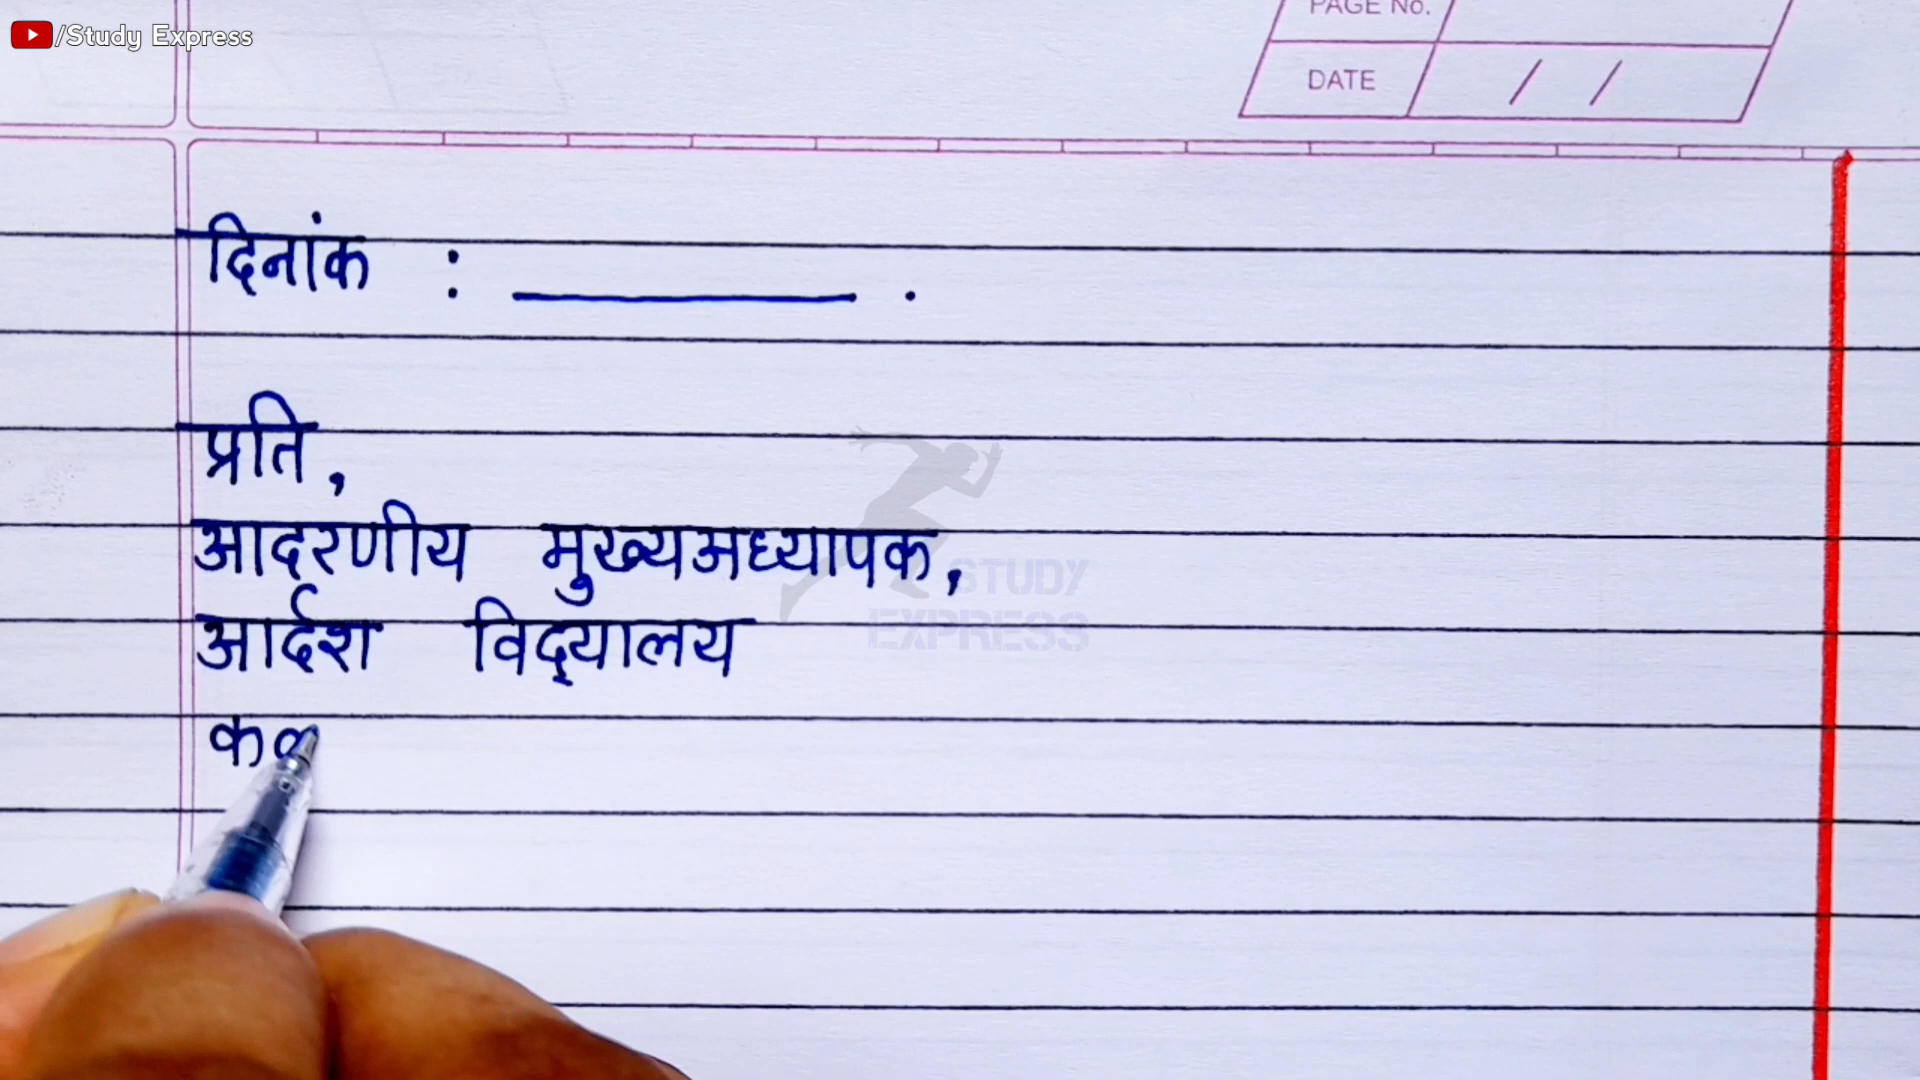 /Study Express
PAGE No.
DATE / /
दिनांक : ________ .
प्रति,
आदरणीय मुख्यअध्यापक,
आर्दश विद्यालय
STUDY
EXPRESS